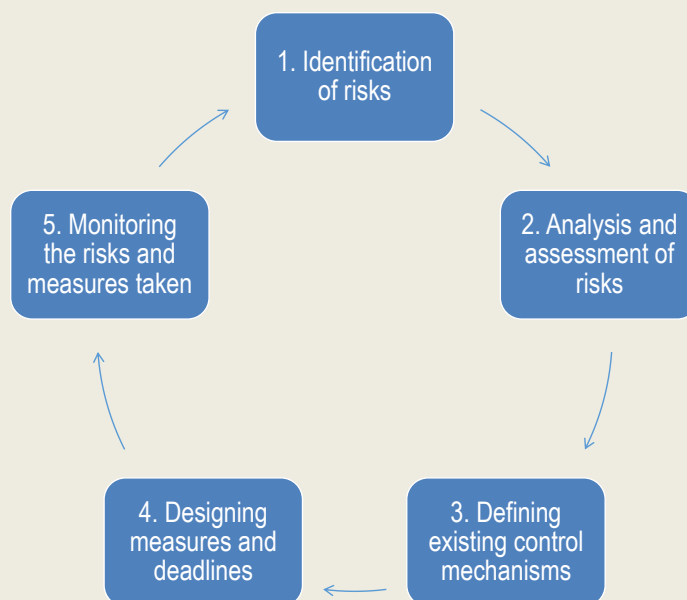 1. Identification
of risks
2. Analysis and
assessment of
risks
3. Defining
existing control
mechanisms
4. Designing
measures and
deadlines
5. Monitoring
the risks and
measures taken